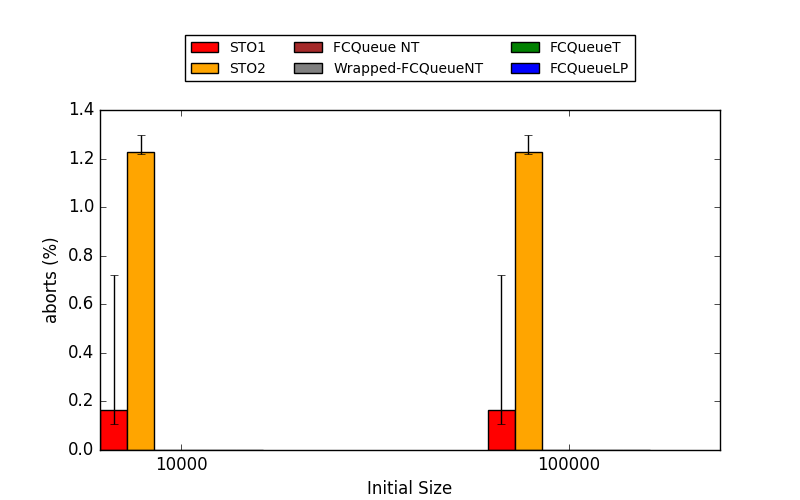 STO1 FCQueue NT FCQueueT
STO2 Wrapped-FCQueueNT FCQueueLP
1.4
1.2
1.0
0.8
0.6
0.4
0.2
0.0
aborts (%)
10000 100000
Initial Size